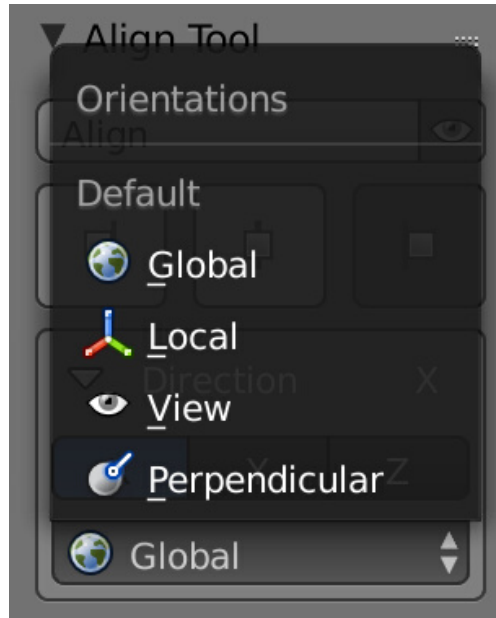 Align Tool
Orientations
Align
Default
Global
Local
Direction X
View
Perpendicular
Y Z
Global